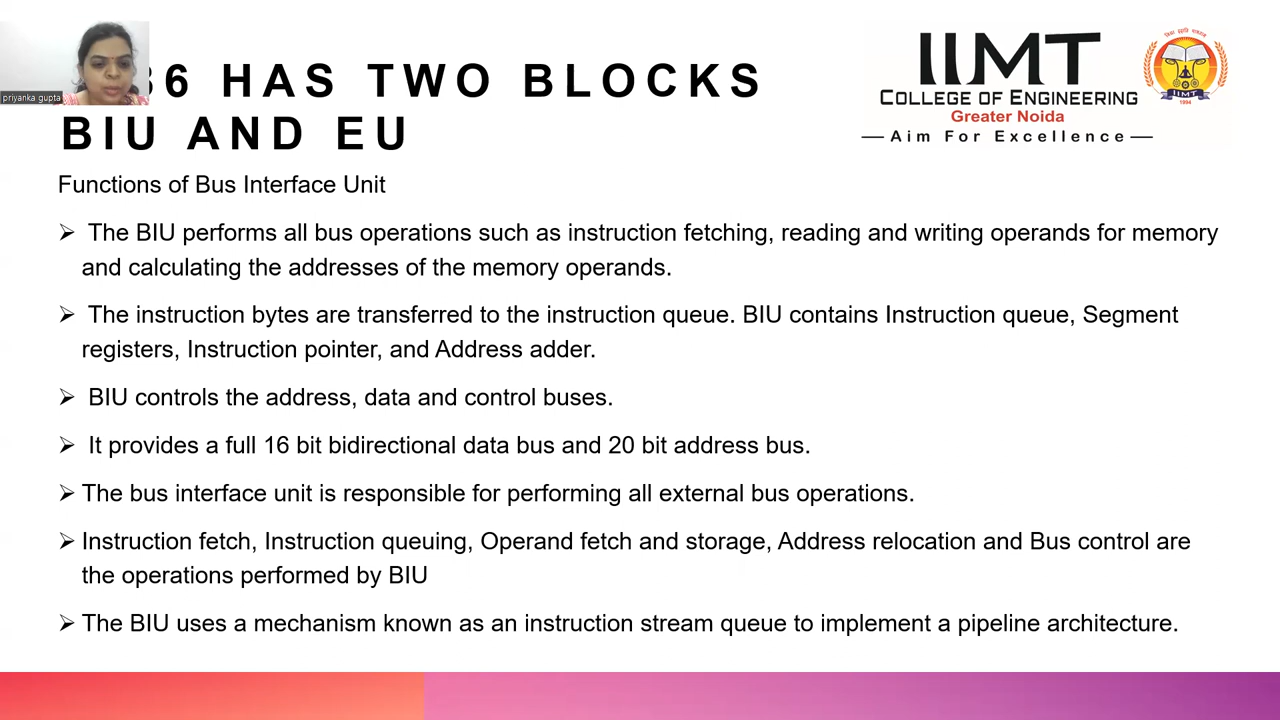 86 HAS TWO BLOCKS
BIU AND EU
priyanka gupta
IIMT
COLLEGE OF ENGINEERING
Greater Noida
Aim For Excellence
IIMT
1994
Functions of Bus Interface Unit
➢ The BIU performs all bus operations such as instruction fetching, reading and writing operands for memory
and calculating the addresses of the memory operands.
➢ The instruction bytes are transferred to the instruction queue. BIU contains Instruction queue, Segment
registers, Instruction pointer, and Address adder.
➢ BIU controls the address, data and control buses.
➢ It provides a full 16 bit bidirectional data bus and 20 bit address bus.
➢ The bus interface unit is responsible for performing all external bus operations.
➢ Instruction fetch, Instruction queuing, Operand fetch and storage, Address relocation and Bus control are
the operations performed by BIU
➢ The BIU uses a mechanism known as an instruction stream queue to implement a pipeline architecture.